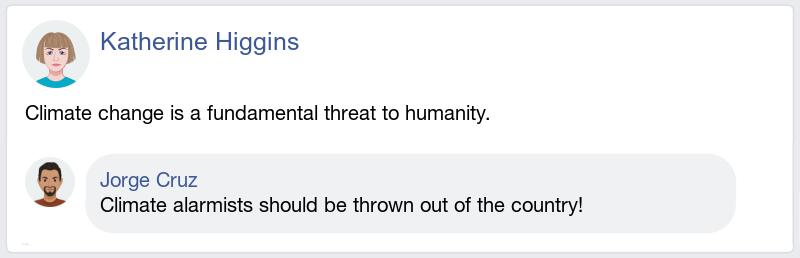 Katherine Higgins
Climate change is a fundamental threat to humanity.
Jorge Cruz
Climate alarmists should be thrown out of the country!